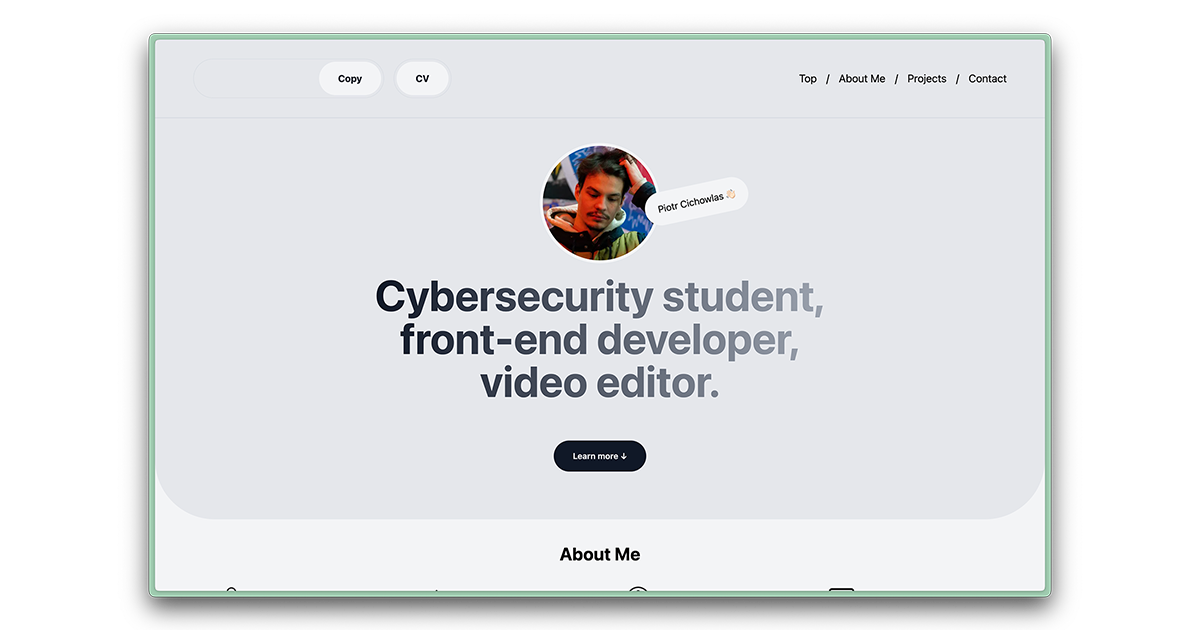 Copy
CV
Top / About Me / Projects / Contact
Piotr Cichowlas 👋🏻
Cybersecurity student,
front-end developer,
video editor.
Learn more ↓
About Me